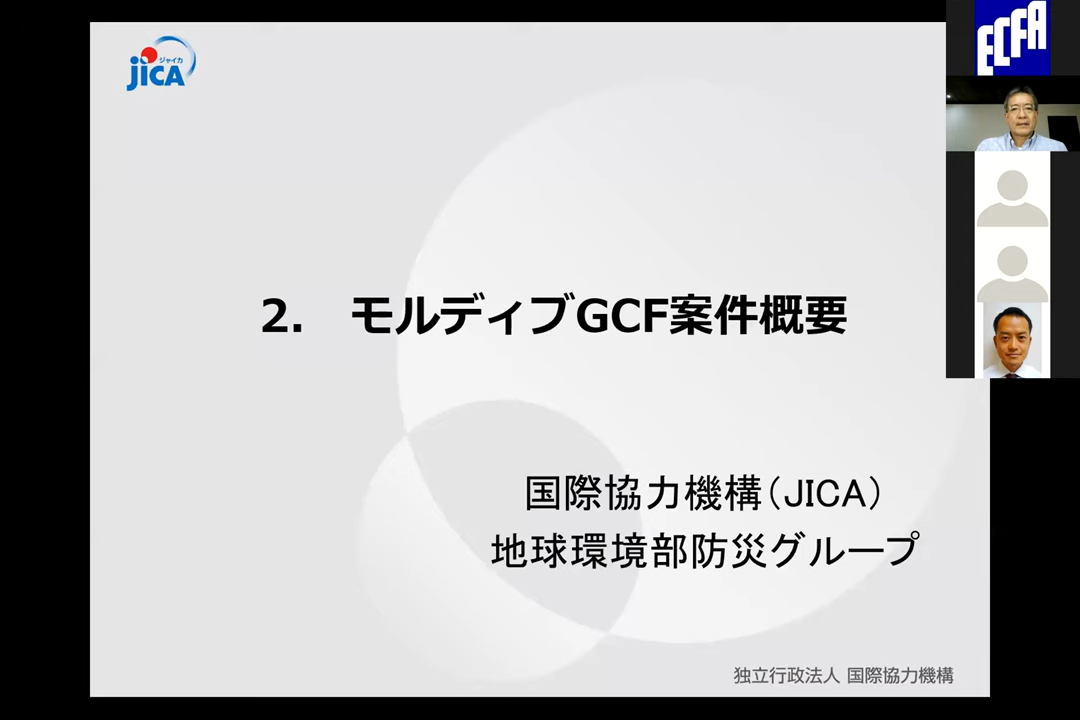 ジャイカ
JICA
ECFA
2. モルディブGCF案件概要
国際協力機構（JICA）
地球環境部防災グループ
独立行政法人 国際協力機構